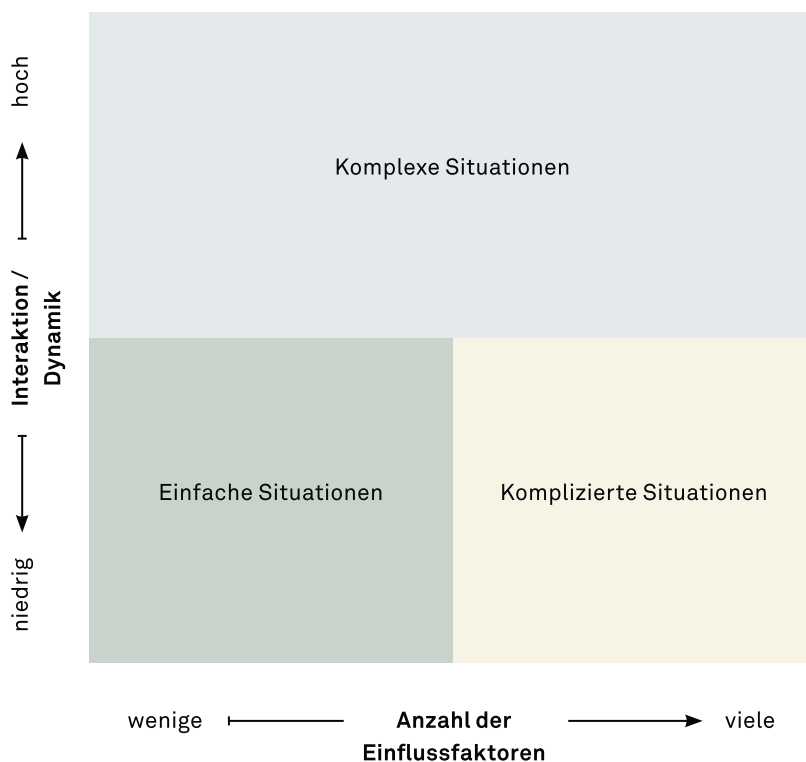 hoch
Komplexe Situationen
Interaktion /
Dynamik
Einfache Situationen
Komplizierte Situationen
niedrig
wenige
Anzahl der
Einflussfaktoren
viele